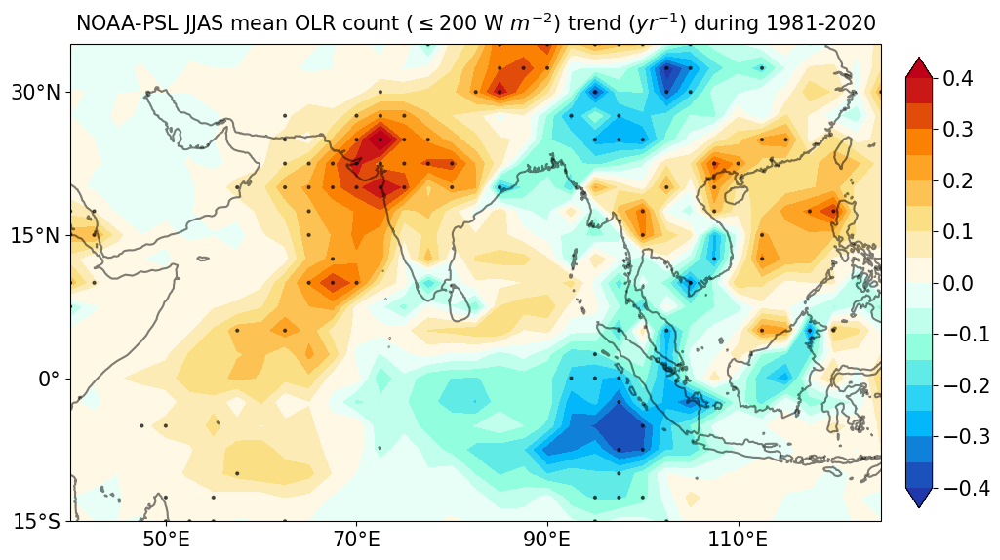 NOAA-PSL JJAS mean OLR count (≤200 W m⁻²) trend (yr⁻¹) during 1981-2020
30°N
15°N
0°
15°S
50°E
70°E
90°E
110°E
0.4
0.3
0.2
0.1
0.0
−0.1
−0.2
−0.3
−0.4